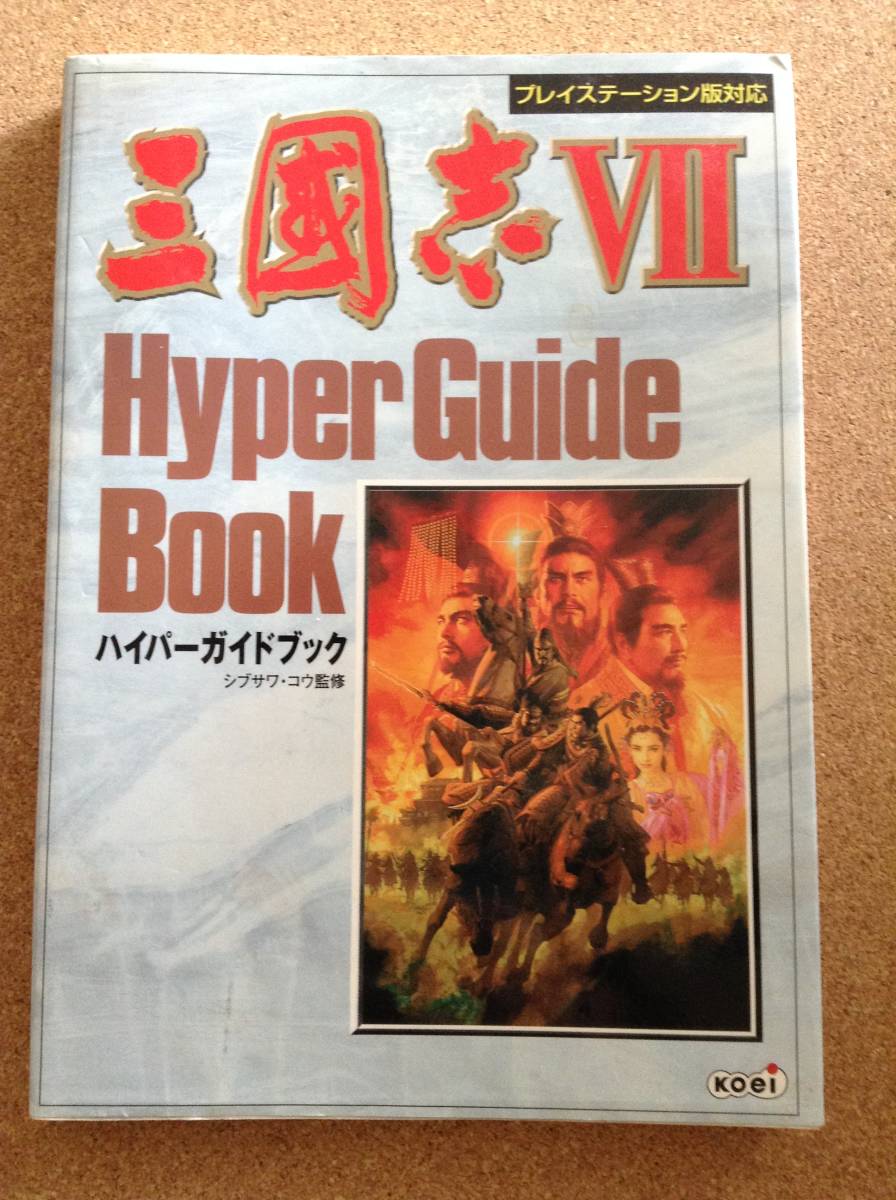 プレイステーション版対応
三國志VII
Hyper Guide
Book
ハイパーガイドブック
シブサワ・コウ監修
KOEI